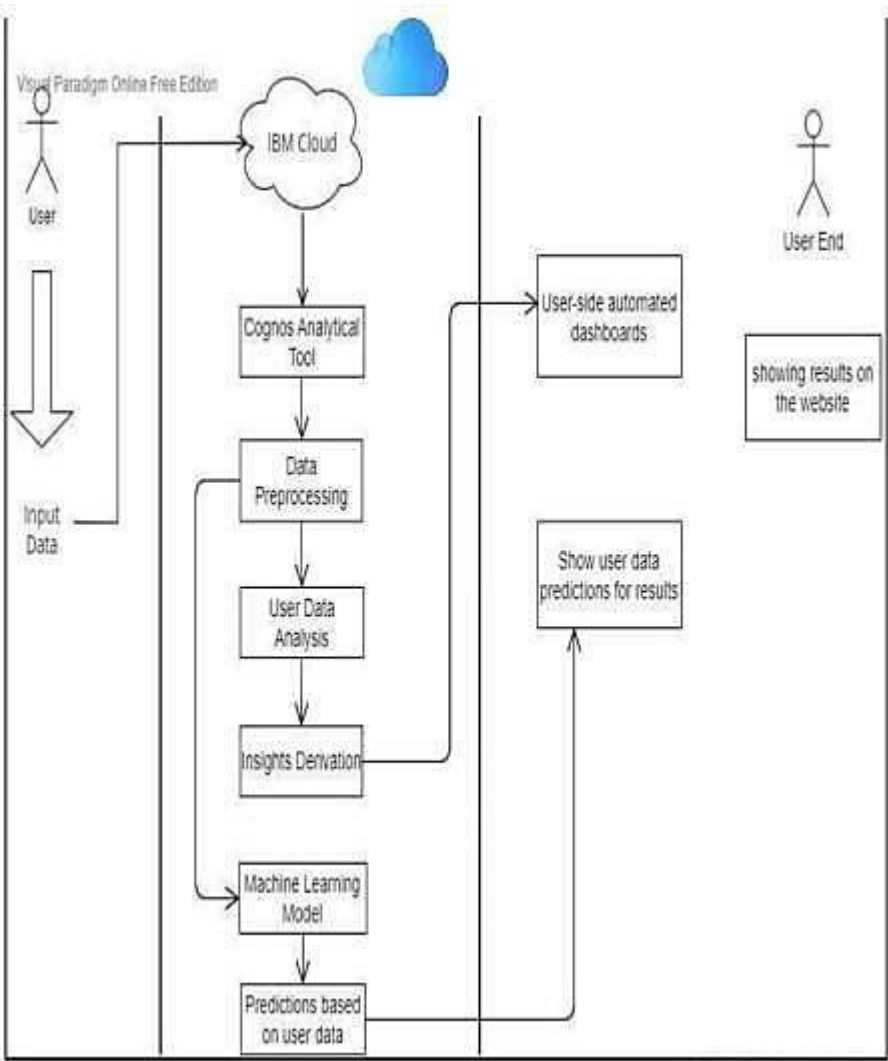 Visual Paradigm Online Free Edition
User
Input
Data
IBM Cloud
Cognos Analytical
Tool
Data
Preprocessing
User Data
Analysis
Insights Derivation
Machine Learning
Model
Predictions based
on user data
User-side automated
dashboards
Show user data
predictions for results
User End
showing results on
the website